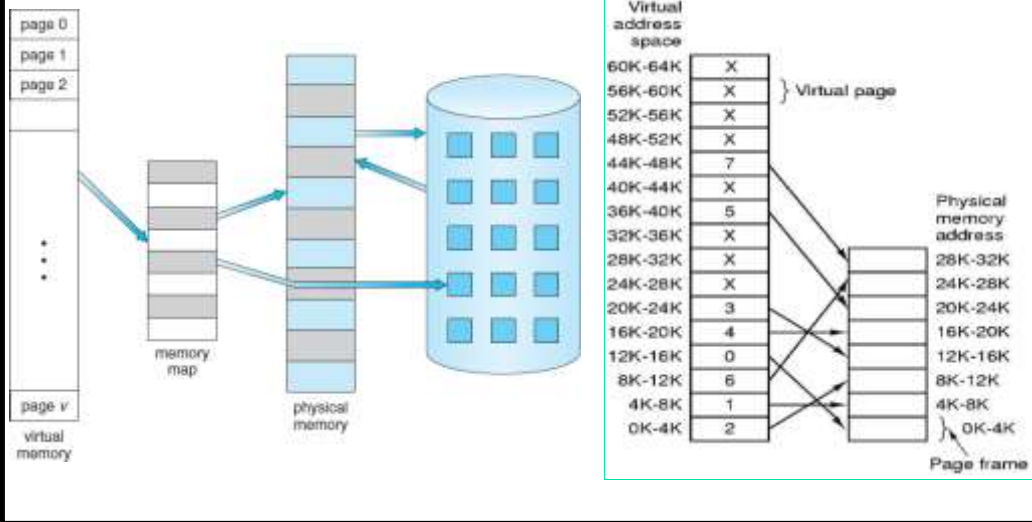 page 0
page 1
page 2
page v
virtual
memory
memory
map
physical
memory
Virtual
address
space
60K-64K X
56K-60K X
Virtual page
52K-56K X
48K-52K X
44K-48K 7
40K-44K X
36K-40K 5
32K-36K X
28K-32K X
24K-28K X
20K-24K 3
16K-20K 4
12K-16K 0
8K-12K 6
4K-8K 1
0K-4K 2
Physical
memory
address
28K-32K
24K-28K
20K-24K
16K-20K
12K-16K
8K-12K
4K-8K
0K-4K
Page frame